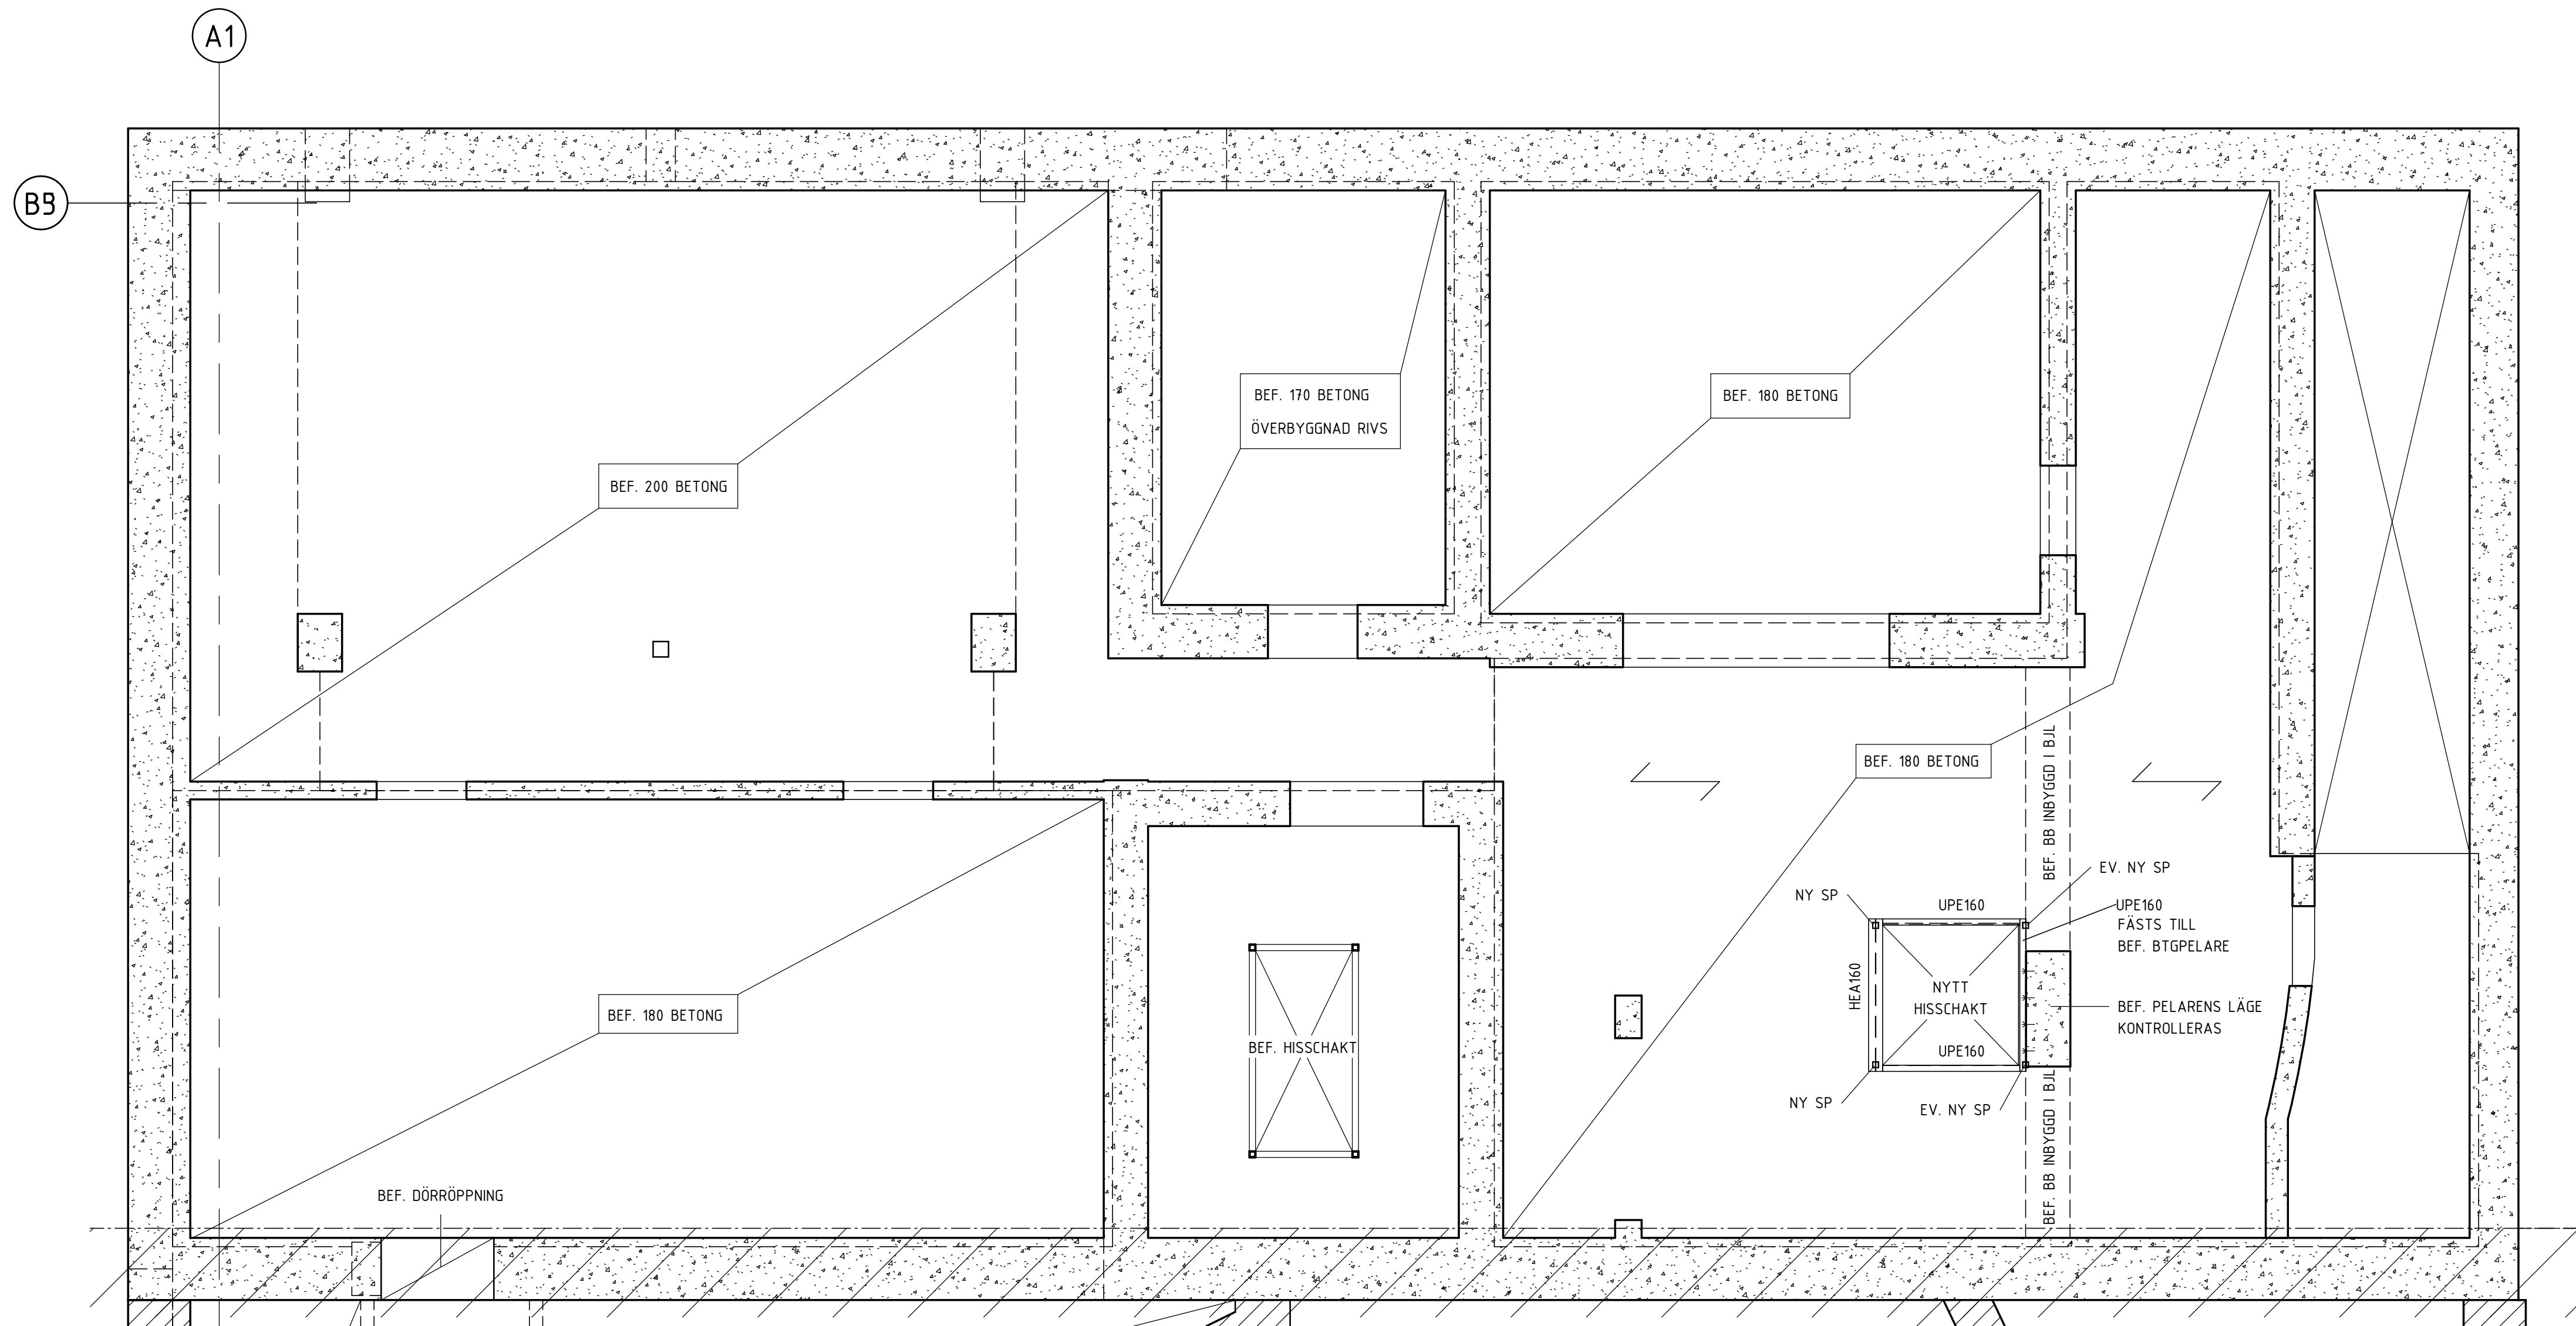 A1
B3
BEF. 170 BETONG
ÖVERBYGGNAD RIVS
BEF. 180 BETONG
BEF. 200 BETONG
BEF. 180 BETONG
BEF. BB INBYGGD I BJL
NY SP
UPE160
EV. NY SP
UPE160
FÄSTS TILL
BEF. BTGPELARE
HEA160
NYTT
HISSCHAKT
UPE160
BEF. PELARENS LÄGE
KONTROLLERAS
NY SP
EV. NY SP
BEF. BB INBYGGD I BJL
BEF. 180 BETONG
BEF. HISSCHAKT
BEF. DÖRRÖPPNING